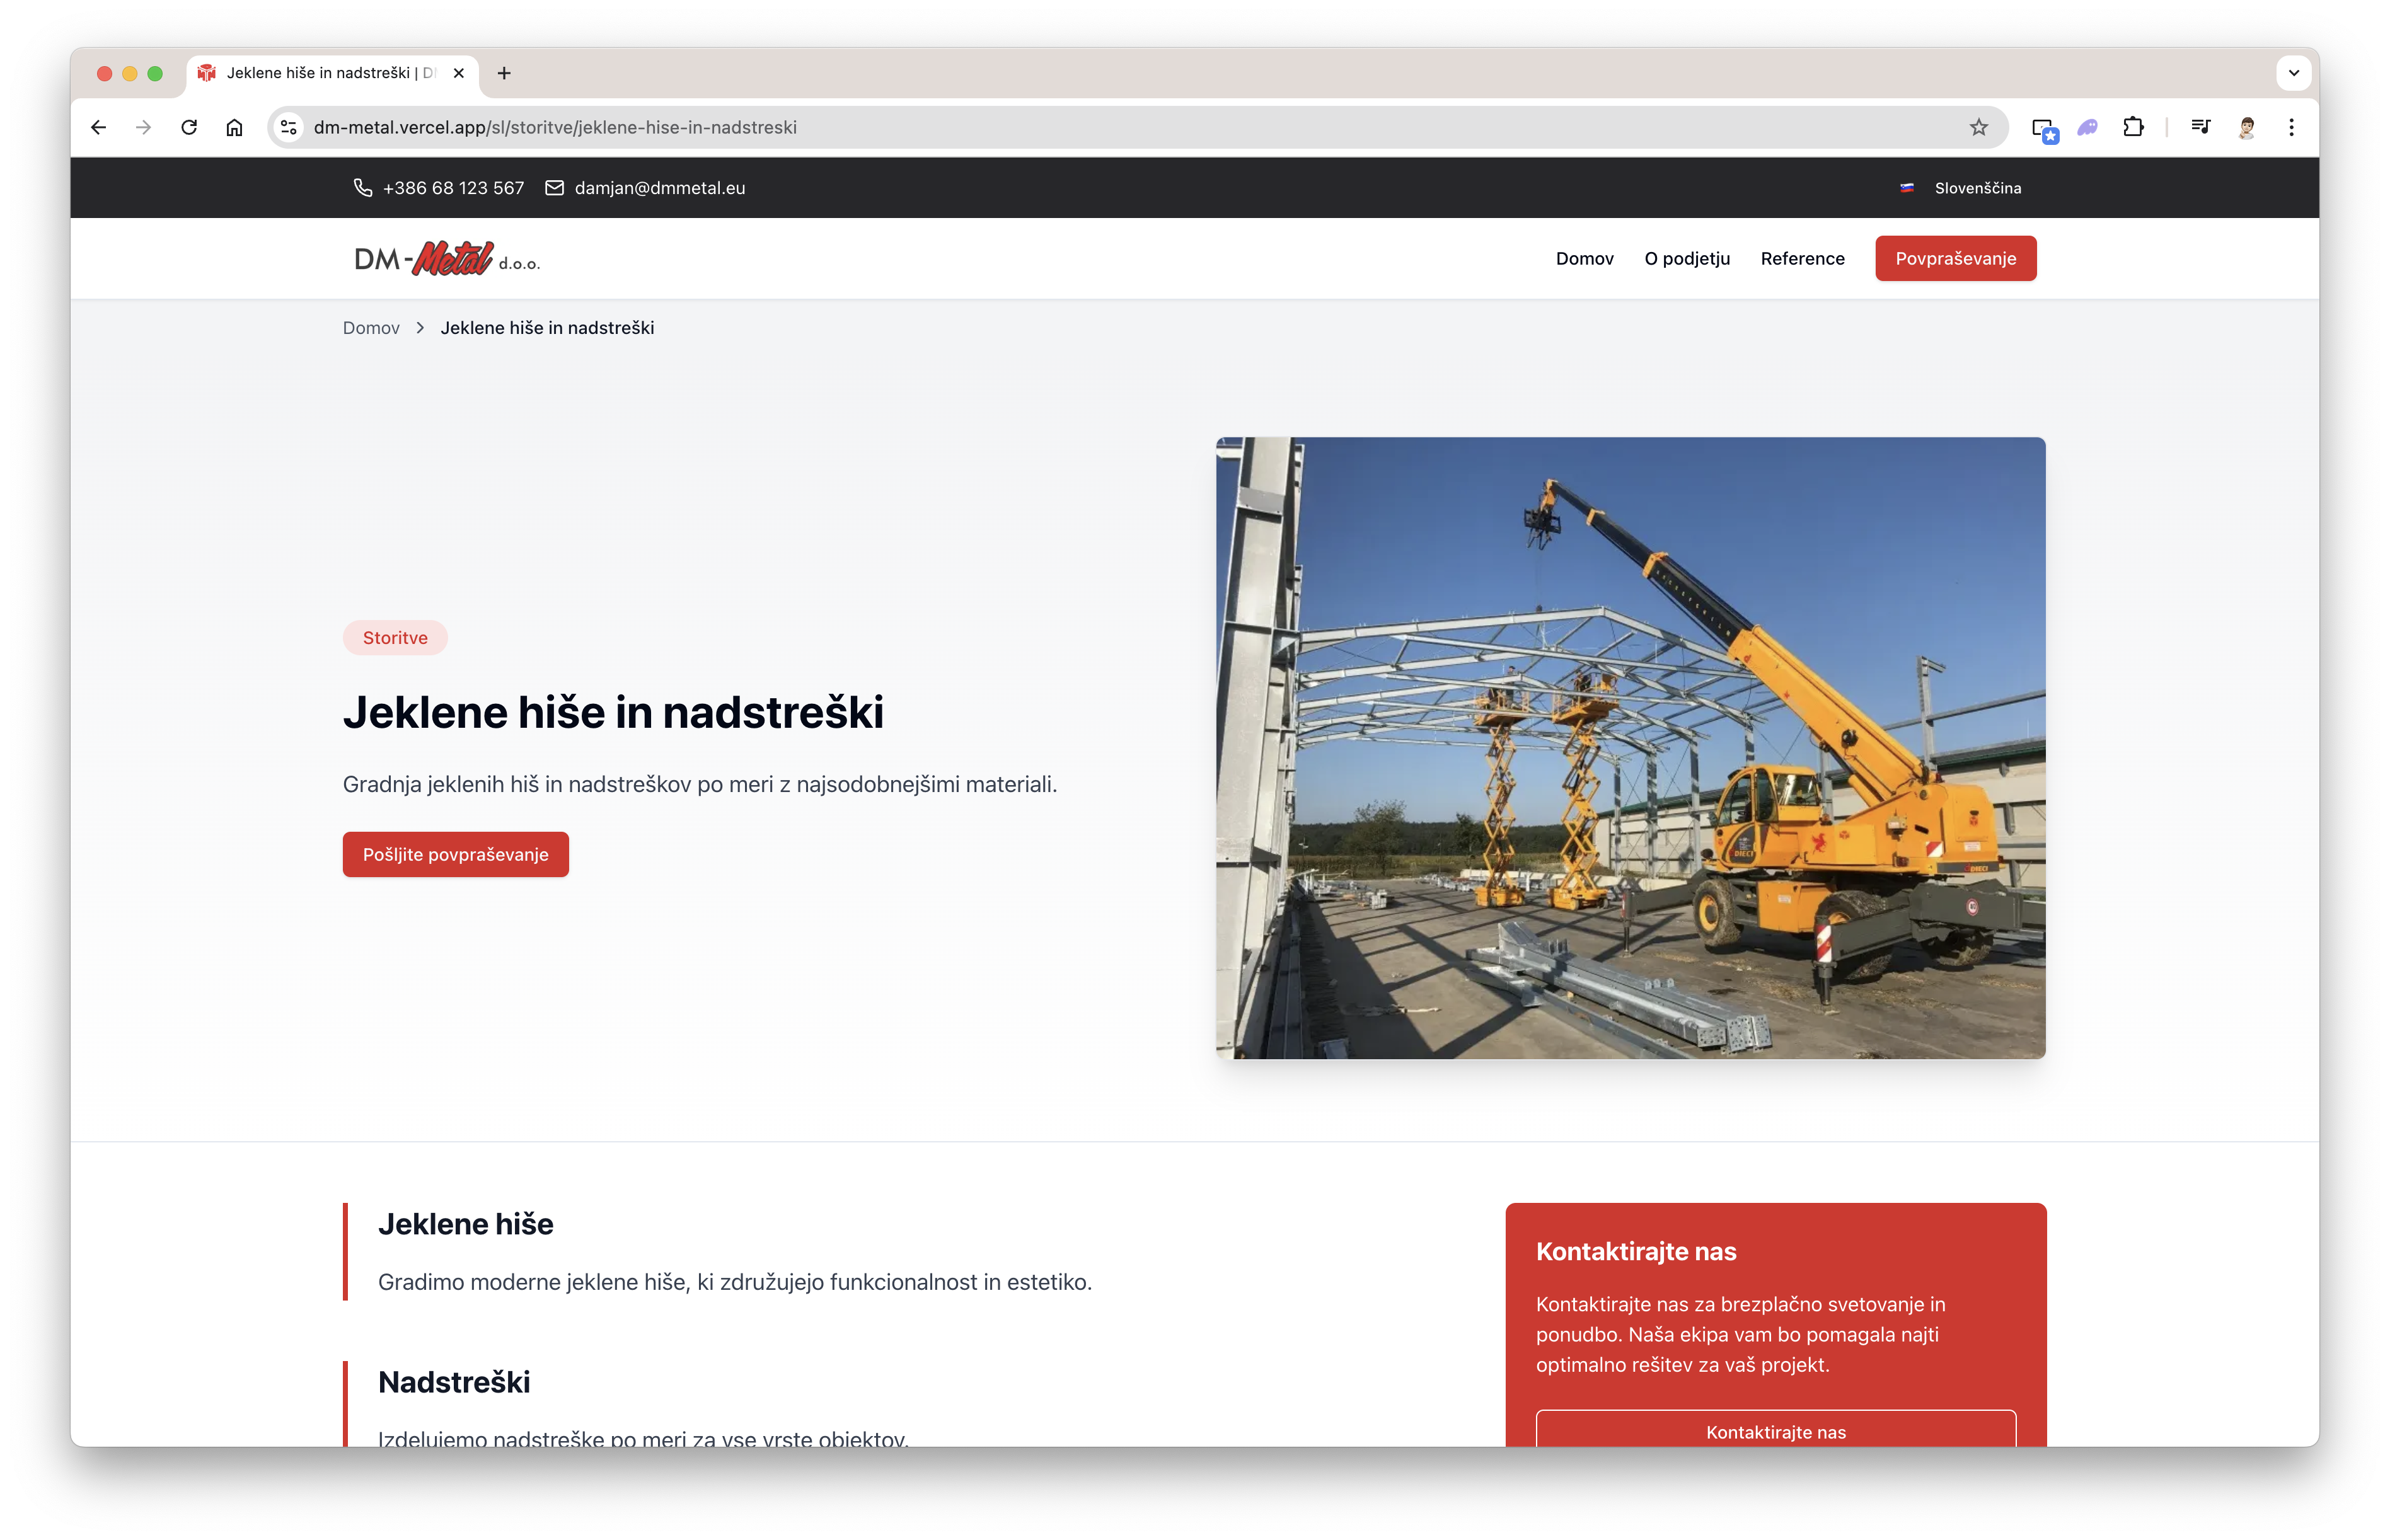 Jeklene hiše in nadstreški | D
dm-metal.vercel.app/sl/storitve/jeklene-hise-in-nadstreski
+386 68 123 567 damjan@dmmetal.eu
Slovenščina
DM-Metal d.o.o.
Domov O podjetju Reference Povpraševanje
Domov > Jeklene hiše in nadstreški
Storitve
Jeklene hiše in nadstreški
Gradnja jeklenih hiš in nadstreškov po meri z najsodobnejšimi materiali.
Pošljite povpraševanje
DIECI
DIECI
Jeklene hiše
Gradimo moderne jeklene hiše, ki združujejo funkcionalnost in estetiko.
Nadstreški
Izdelujemo nadstreške po meri za vse vrste objektov.
Kontaktirajte nas
Kontaktirajte nas za brezplačno svetovanje in
ponudbo. Naša ekipa vam bo pomagala najti
optimalno rešitev za vaš projekt.
Kontaktirajte nas